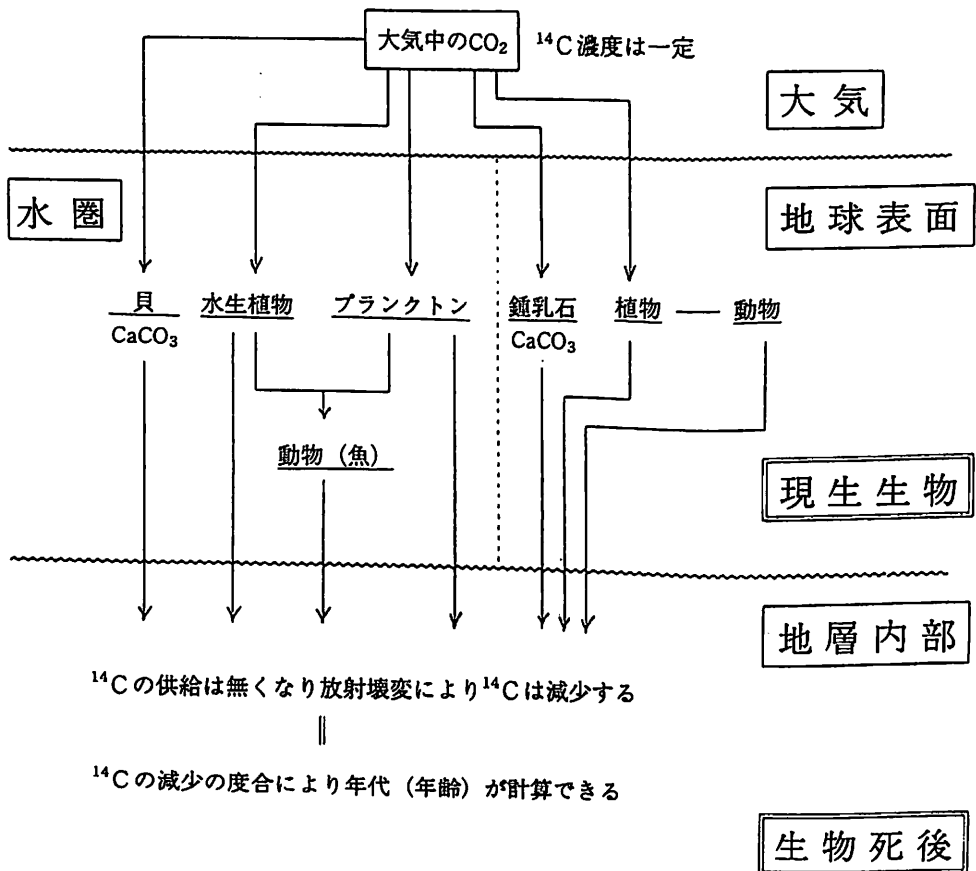 大気中のCO₂ ¹⁴C濃度は一定
大気
水圏
地球表面
貝 水生植物 プランクトン 鍾乳石 植物 動物
CaCO₃ CaCO₃
動物（魚）
現生生物
地層内部
¹⁴Cの供給は無くなり放射壊変により¹⁴Cは減少する
‖
¹⁴Cの減少の度合により年代（年齢）が計算できる
生物死後